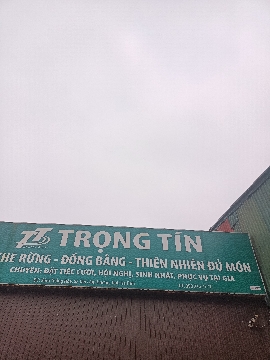 TRỌNG TÍN
HE RỪNG - ĐỒNG BẰNG - THIÊN NHIÊN ĐỦ MÓN
CHUYÊN: ĐẶT TIỆC CƯỚI, HỘI NGHỊ, SINH NHẬT, PHỤC VỤ TẠI GIA